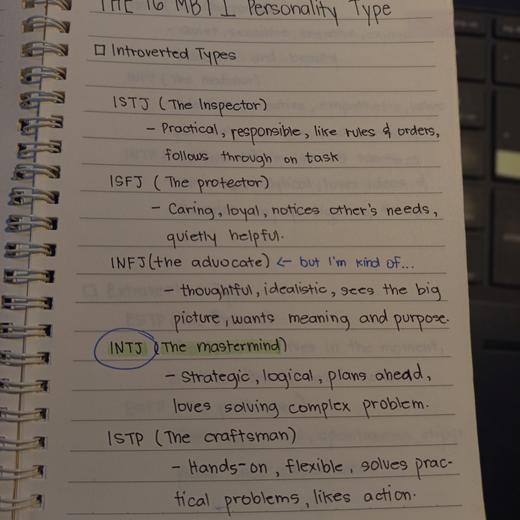 THE 16 MBTI Personality Type
☐ Introverted Types
ISTJ (The Inspector)
- Practical, responsible, like rules & orders,
follows through on task
ISFJ (The protector)
- Caring, loyal, notices other's needs,
quietly helpful.
INFJ (the advocate) ← but I'm kind of...
- thoughtful, idealistic, sees the big
picture, wants meaning and purpose.
INTJ (The mastermind)
- Strategic, logical, plans ahead,
loves solving complex problem.
ISTP (The craftsman)
- Hands-on, flexible, solves prac-
tical problems, likes action.